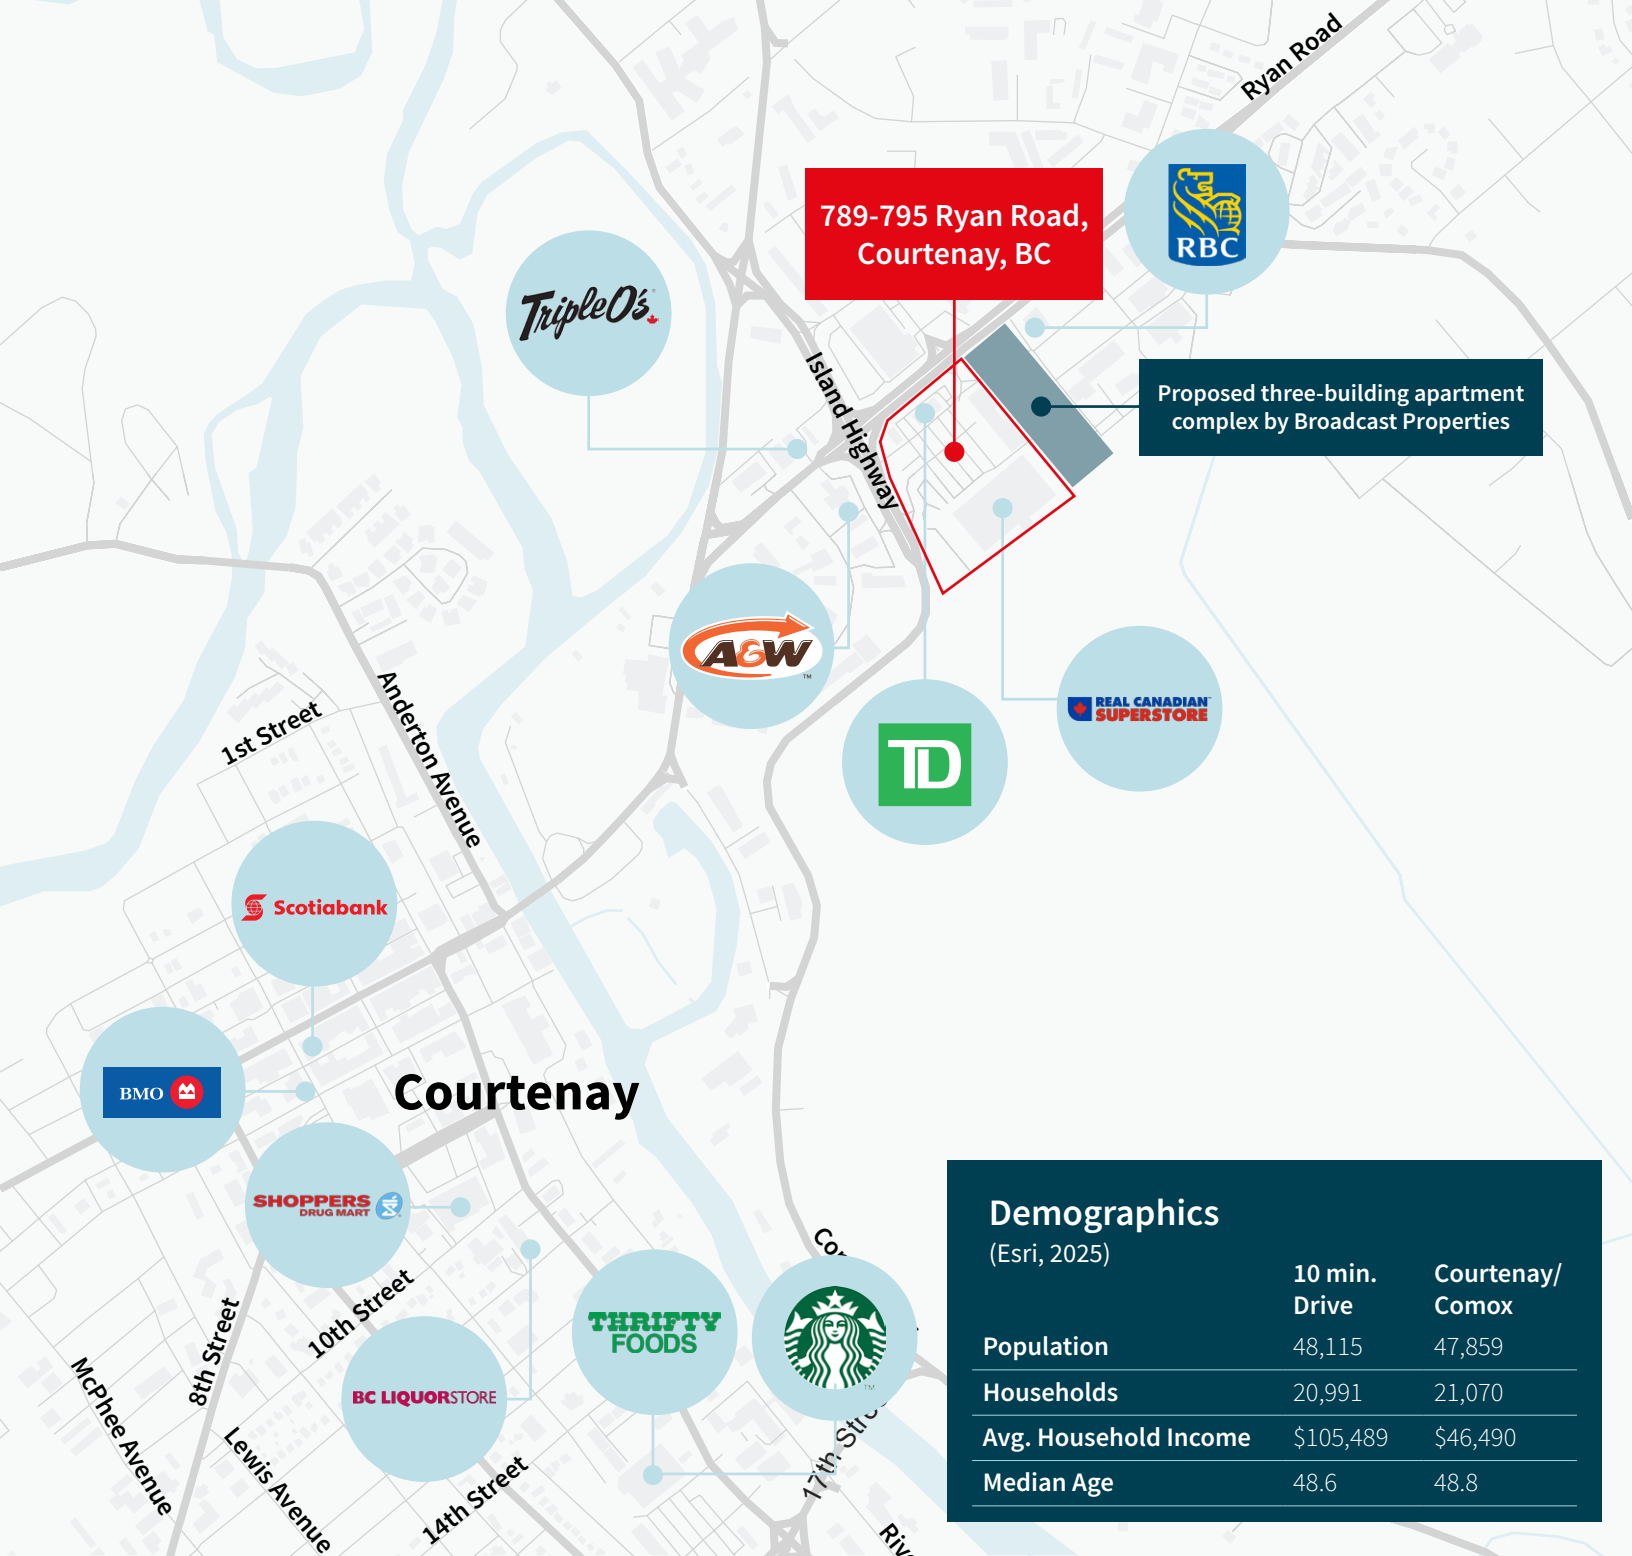 Ryan Road
RBC
789-795 Ryan Road,
Courtenay, BC
TripleO's
Island Highway
Proposed three-building apartment
complex by Broadcast Properties
A&W
TM
REAL CANADIAN
SUPERSTORE
TD
1st Street
Anderton Avenue
Scotiabank
BMO
Courtenay
SHOPPERS
DRUG MART
10th Street
8th Street
McPhee Avenue
Lewis Avenue
BC LIQUORSTORE
14th Street
THRIFTY
FOODS
TM
17th
Demographics
(Esri, 2025)
10 min. Courtenay/
Drive Comox
Population 48,115 47,859
Households 20,991 21,070
Avg. Household Income $105,489 $46,490
Median Age 48.6 48.8